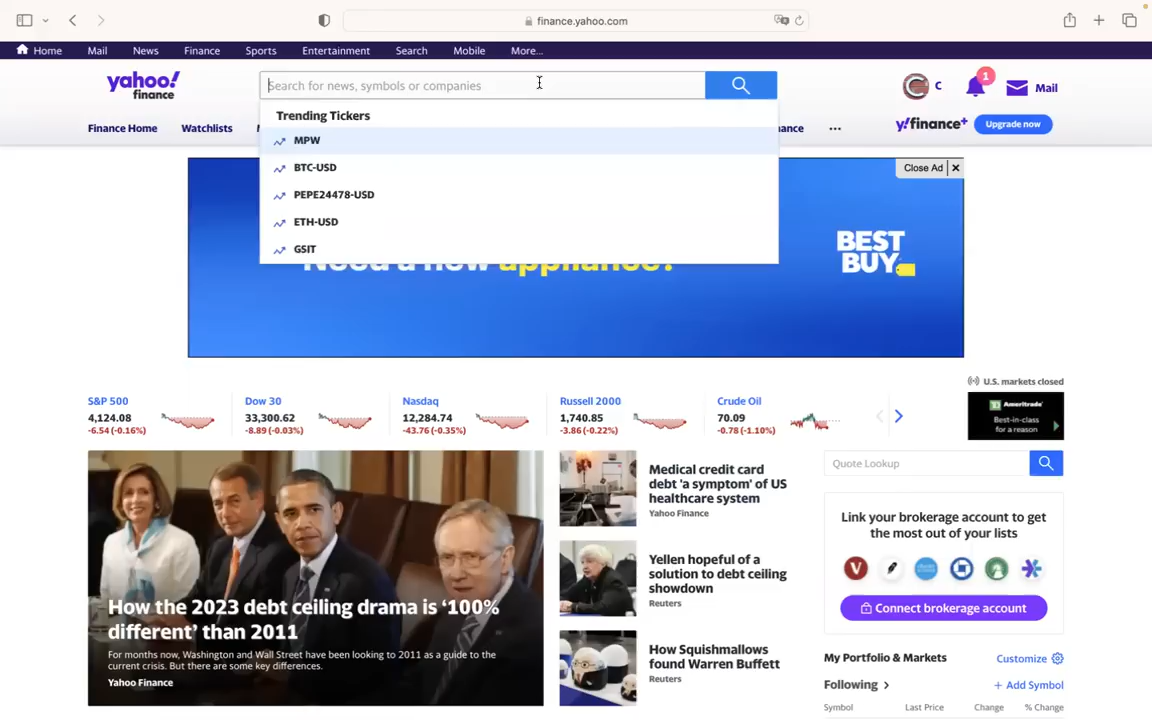 finance.yahoo.com
Home Mail News Finance Sports Entertainment Search Mobile More...
yahoo!
finance
Search for news, symbols or companies
C
1
Mail
Finance Home Watchlists
...
y!finance+ Upgrade now
Trending Tickers
MPW
BTC-USD
PEPE24478-USD
ETH-USD
GSIT
Close Ad
Need a new appliance?
BEST
BUY
U.S. markets closed
S&P 500
4,124.08
-6.54 (-0.16%)
Dow 30
33,300.62
-8.89 (-0.03%)
Nasdaq
12,284.74
-43.76 (-0.35%)
Russell 2000
1,740.85
-3.86 (-0.22%)
Crude Oil
70.09
-0.78 (-1.10%)
Ameritrade
Best-in-class
for a reason
How the 2023 debt ceiling drama is ‘100%
different’ than 2011
For months now, Washington and Wall Street have been looking to 2011 as a guide to the
current crisis. But there are some key differences.
Yahoo Finance
Medical credit card
debt 'a symptom' of US
healthcare system
Yahoo Finance
Yellen hopeful of a
solution to debt ceiling
showdown
Reuters
How Squishmallows
found Warren Buffett
Reuters
Quote Lookup
Link your brokerage account to get
the most out of your lists
Connect brokerage account
My Portfolio & Markets Customize
Following
+ Add Symbol
Symbol Last Price Change % Change